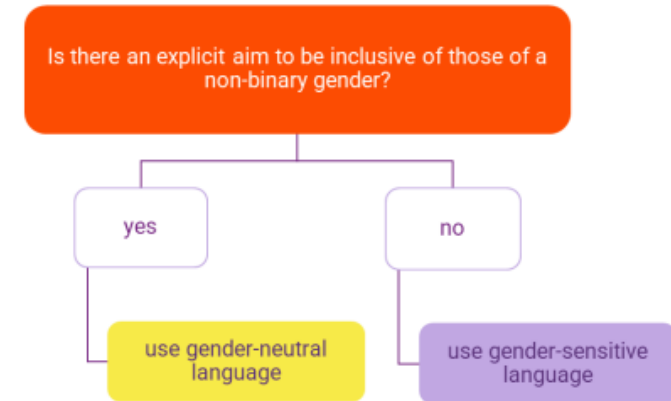 Is there an explicit aim to be inclusive of those of a
non-binary gender?
yes
no
use gender-neutral
language
use gender-sensitive
language